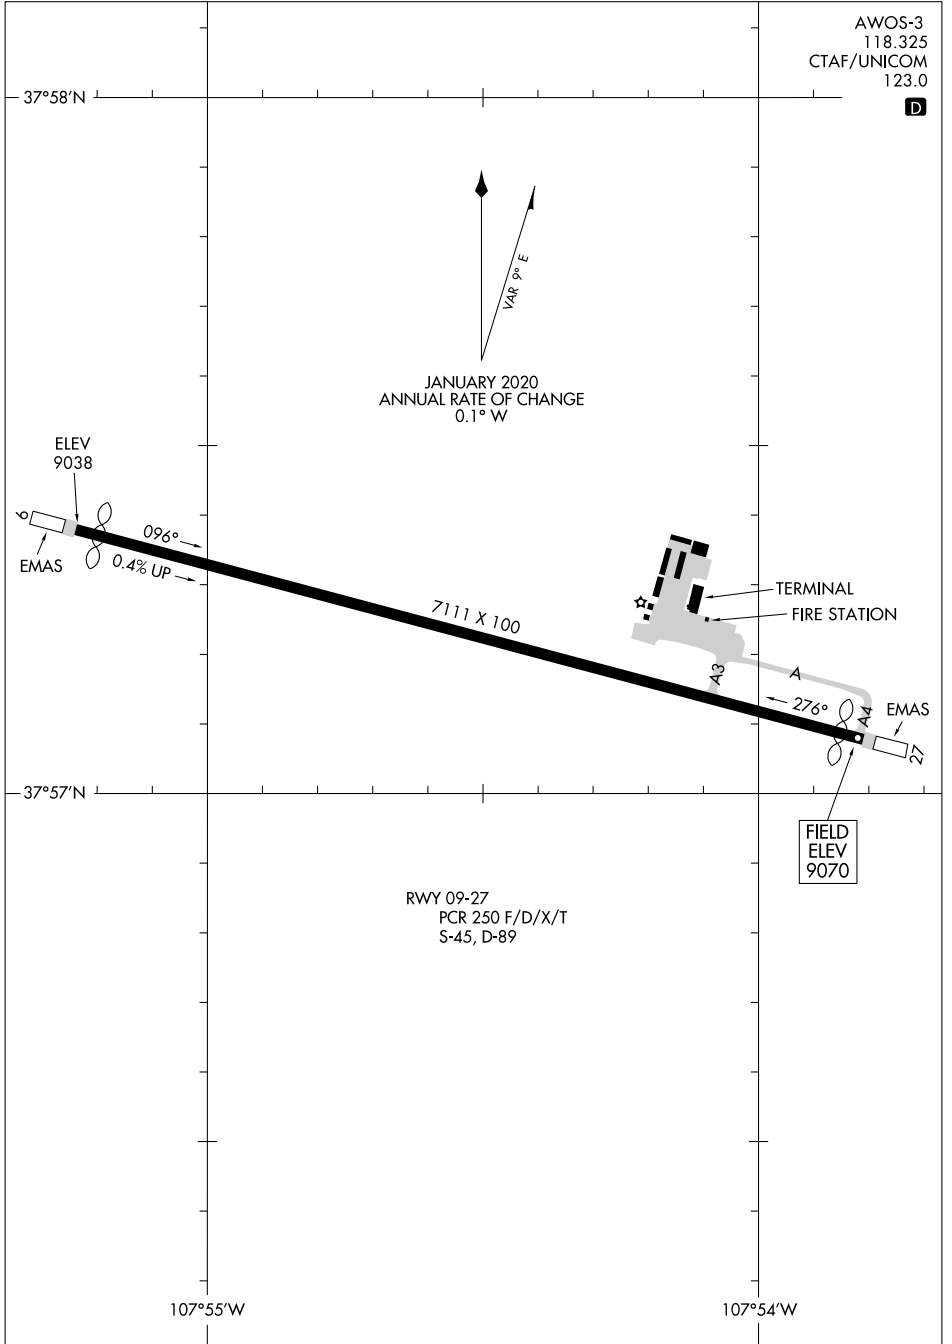 AWOS-3
118.325
CTAF/UNICOM
123.0
D
37°58'N
VAR 9° E
JANUARY 2020
ANNUAL RATE OF CHANGE
0.1° W
ELEV
9038
9
EMAS
096°
0.4% UP
7111 X 100
TERMINAL
FIRE STATION
A3
A
276°
A4
EMAS
27
37°57'N
FIELD
ELEV
9070
RWY 09-27
PCR 250 F/D/X/T
S-45, D-89
107°55'W
107°54'W